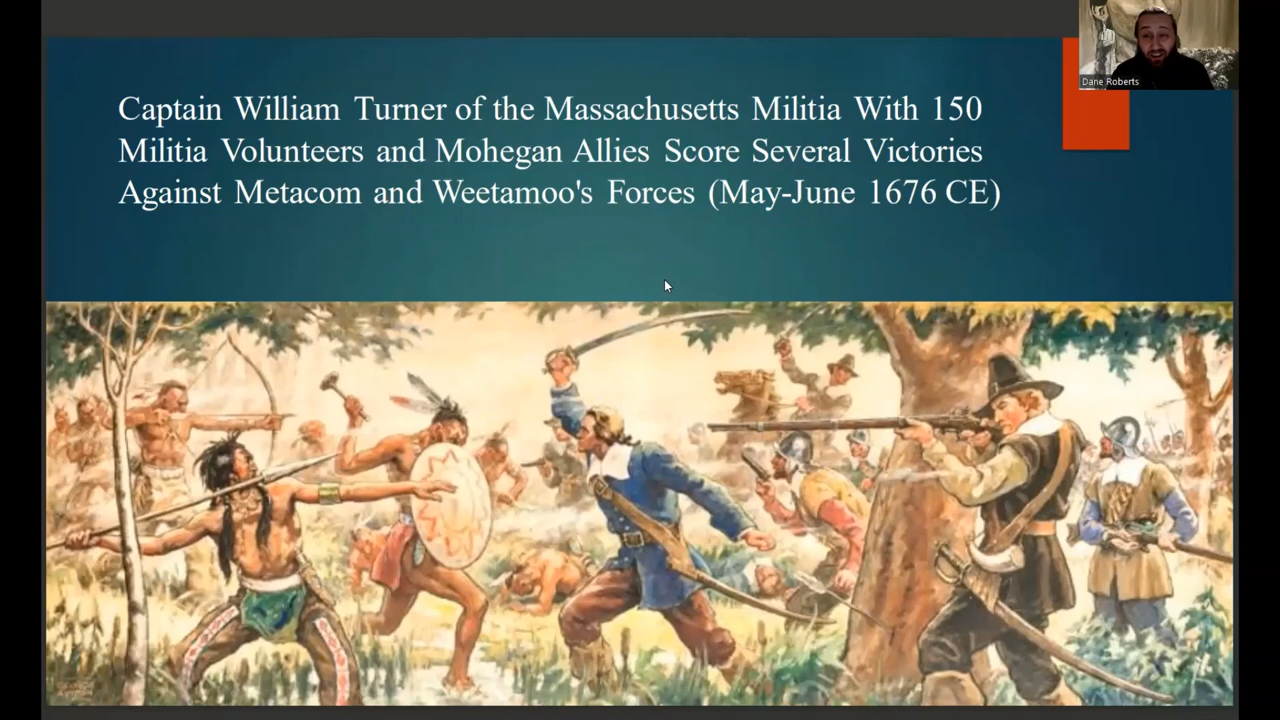 Captain William Turner of the Massachusetts Militia With 150
Militia Volunteers and Mohegan Allies Score Several Victories
Against Metacom and Weetamoo's Forces (May-June 1676 CE)
Dane Roberts